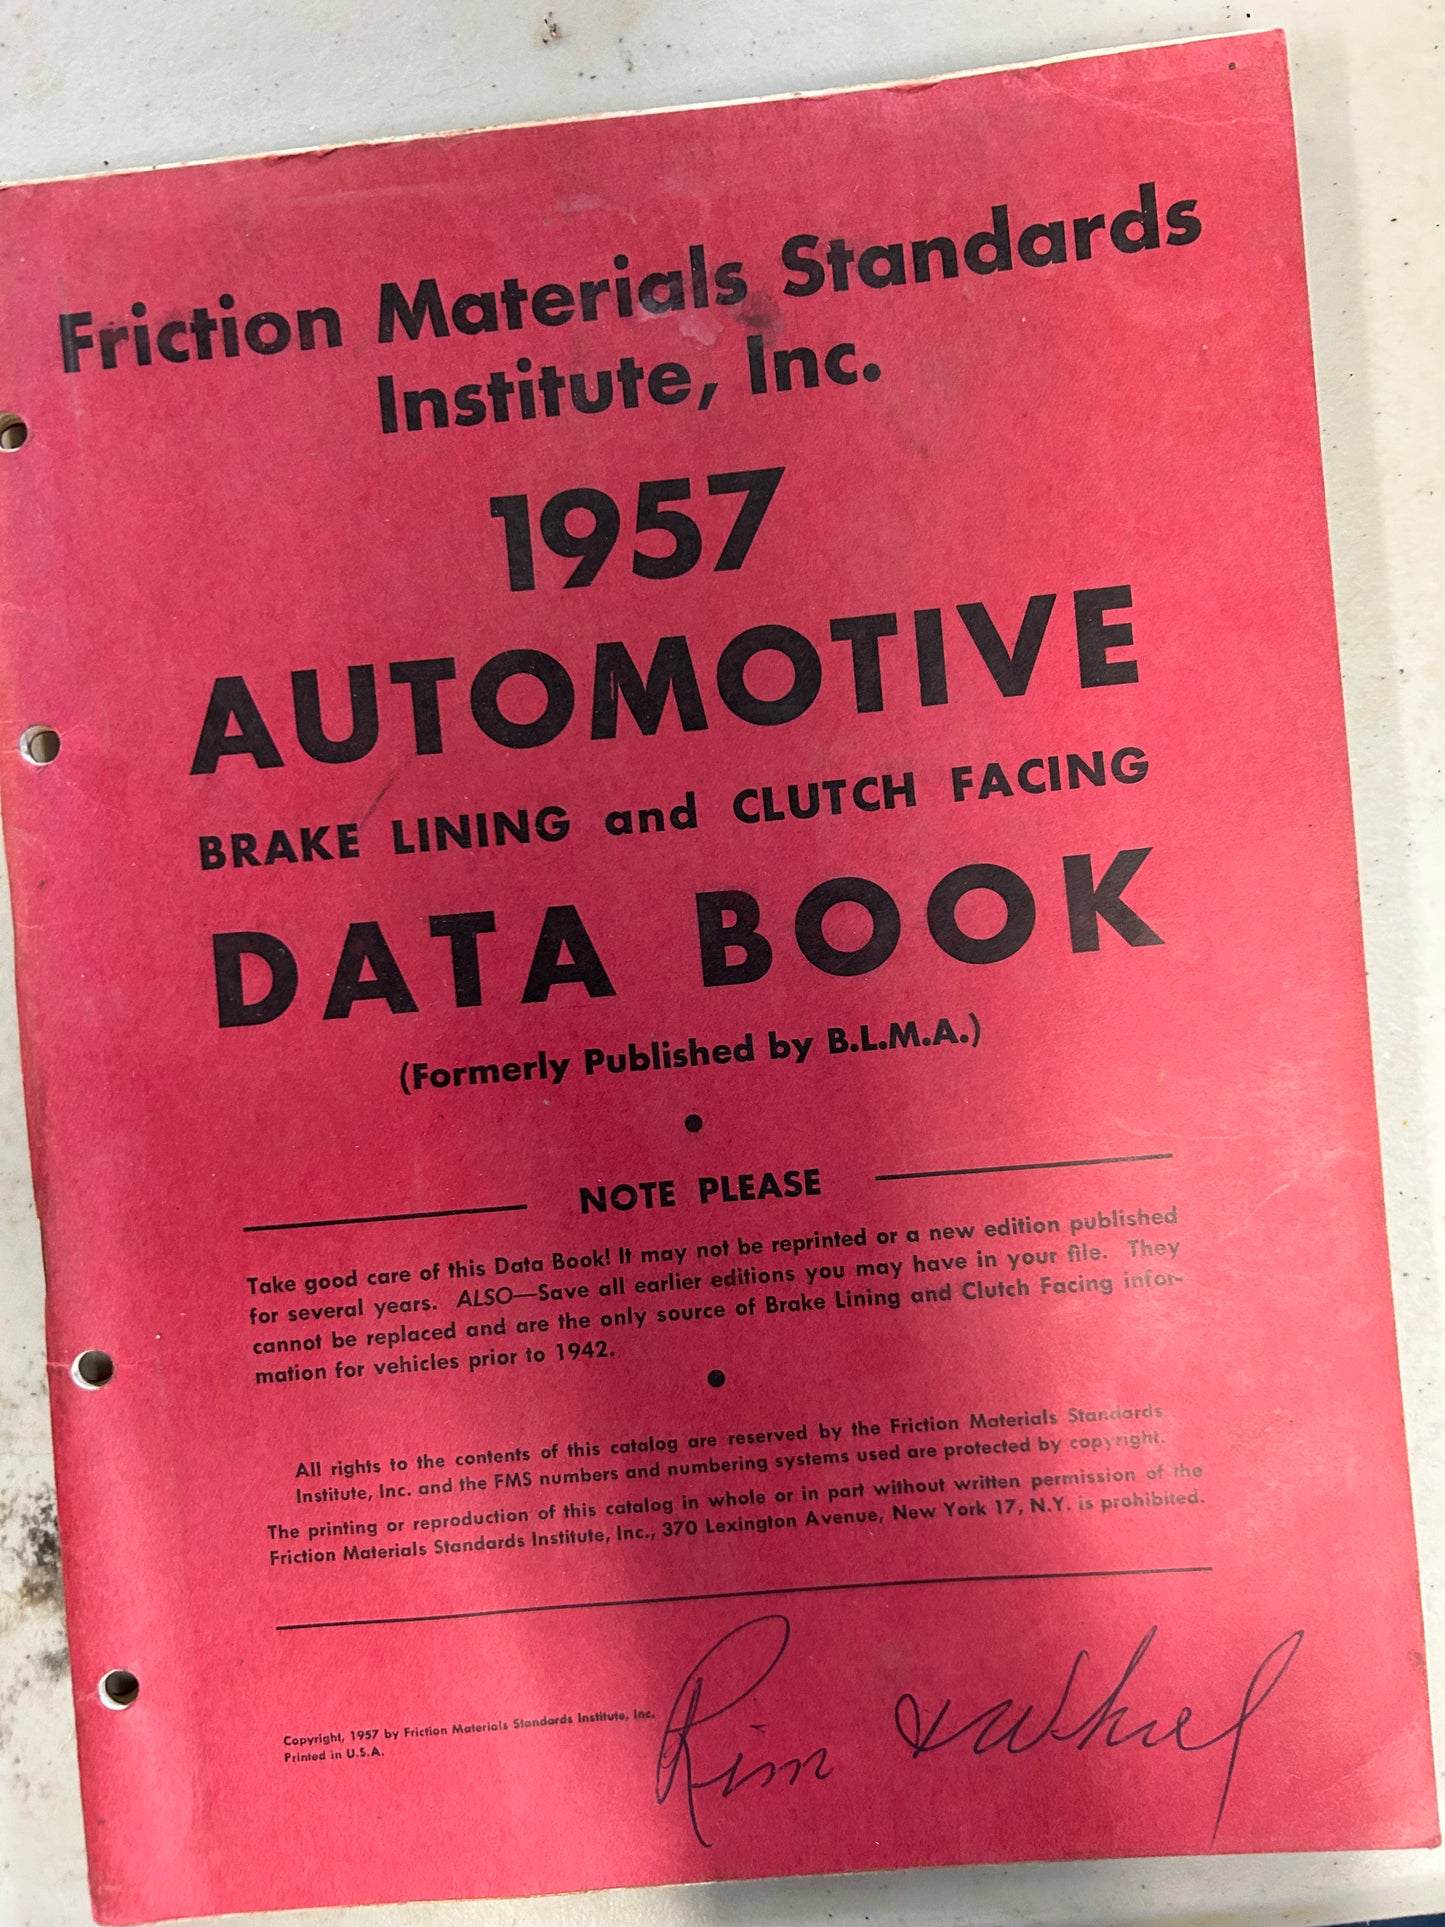 Friction Materials Standards
Institute, Inc.
1957
AUTOMOTIVE
BRAKE LINING and CLUTCH FACING
DATA BOOK
(Formerly Published by B.L.M.A.)
NOTE PLEASE
Take good care of this Data Book! It may not be reprinted or a new edition published
for several years. ALSO—Save all earlier editions you may have in your file. They
cannot be replaced and are the only source of Brake Lining and Clutch Facing infor-
mation for vehicles prior to 1942.
All rights to the contents of this catalog are reserved by the Friction Materials Standards
Institute, Inc. and the FMS numbers and numbering systems used are protected by copyright.
The printing or reproduction of this catalog in whole or in part without written permission of the
Friction Materials Standards Institute, Inc., 370 Lexington Avenue, New York 17, N.Y. is prohibited.
Copyright, 1957 by Friction Materials Standards Institute, Inc.
Printed in U.S.A.
Rim & Wheel